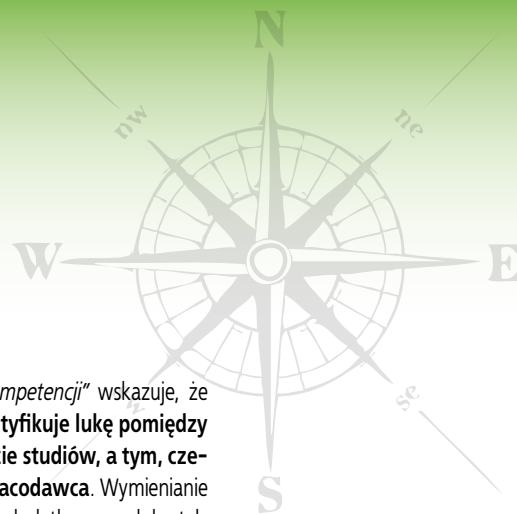 N
nw
ne
W
E
mpetencji” wskazuje, że
se
tyfikuje lukę pomiędzy
ie studiów, a tym, cze-
acodawca. Wymienianie
S